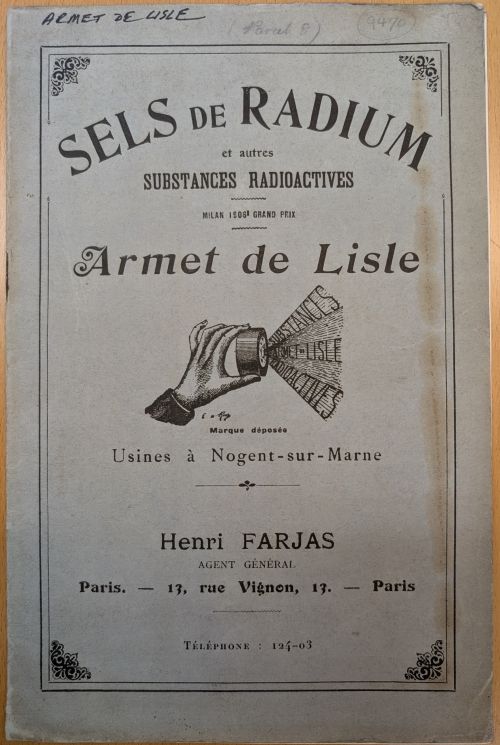 ARMET DE LISLE
(Parcel 8)
(9470)
SELS DE RADIUM
et autres
SUBSTANCES RADIOACTIVES
MILAN 1906 GRAND PRIX
Armet de Lisle
SUBSTANCES
ARMET DE LISLE
RADIOACTIVES
Marque déposée
Usines à Nogent-sur-Marne
Henri FARJAS
AGENT GÉNÉRAL
Paris. — 13, rue Vignon, 13. — Paris
TÉLÉPHONE : 124-03